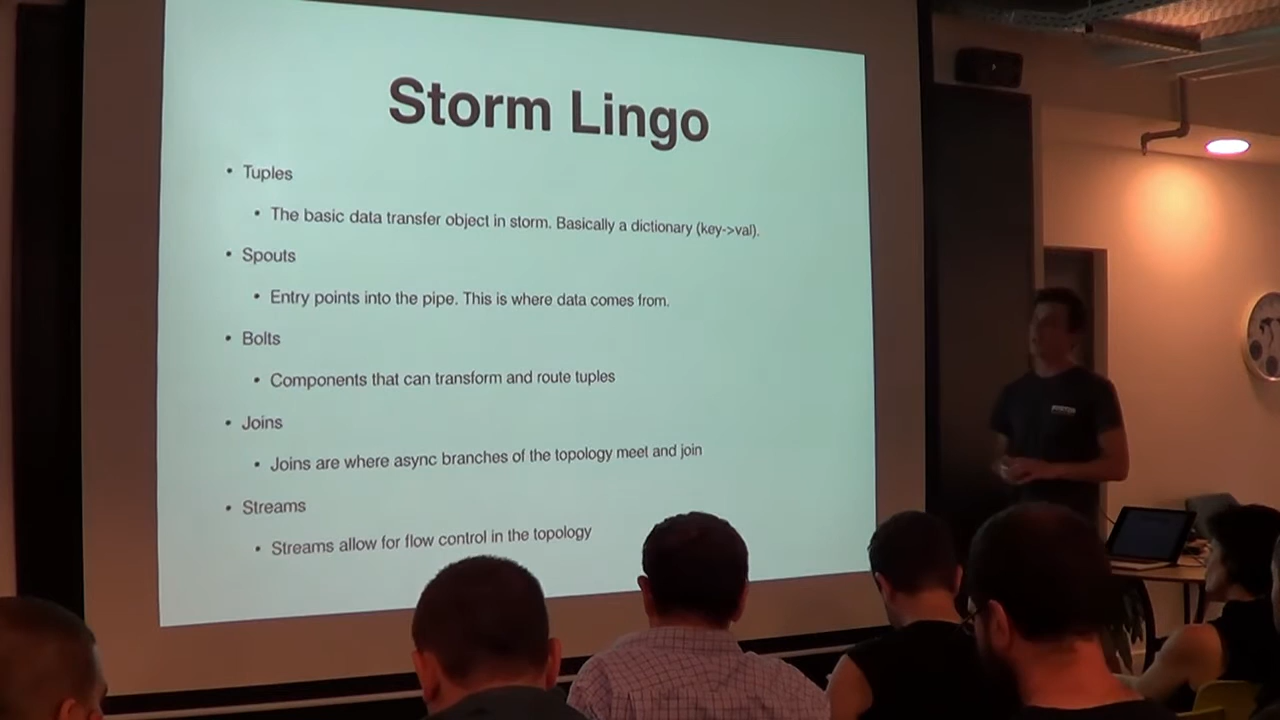 Storm Lingo
• Tuples
• The basic data transfer object in storm. Basically a dictionary (key->val).
• Spouts
• Entry points into the pipe. This is where data comes from.
• Bolts
• Components that can transform and route tuples
• Joins
• Joins are where async branches of the topology meet and join
• Streams
• Streams allow for flow control in the topology